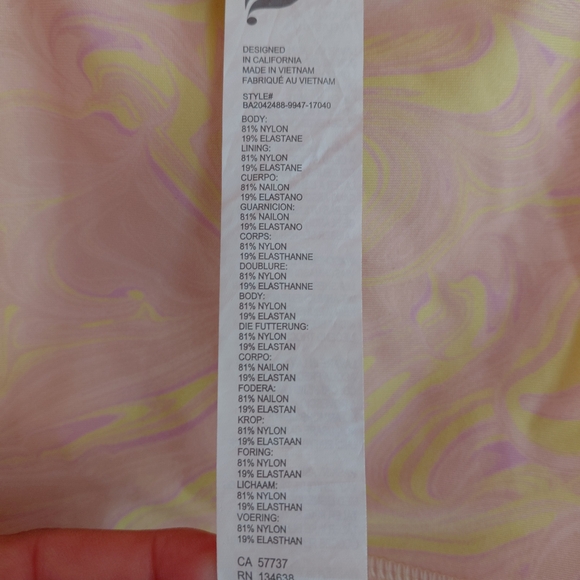 DESIGNED
IN CALIFORNIA
MADE IN VIETNAM
FABRIQUÉ AU VIETNAM
STYLE#
BA2042488-9947-17040
BODY:
81% NYLON
19% ELASTANE
LINING:
81% NYLON
19% ELASTANE
CUERPO:
81% NAILON
19% ELASTANO
GUARNICION:
81% NAILON
19% ELASTANO
CORPS:
81% NYLON
19% ELASTHANNE
DOUBLURE:
81% NYLON
19% ELASTHANNE
BODY:
81% NYLON
19% ELASTAN
DIE FUTTERUNG:
81% NYLON
19% ELASTAN
CORPO:
81% NAILON
19% ELASTAN
FODERA:
81% NAILON
19% ELASTAN
KROP:
81% NYLON
19% ELASTAAN
FORING:
81% NYLON
19% ELASTAAN
LICHAAM:
81% NYLON
19% ELASTHAN
VOERING:
81% NYLON
19% ELASTHAN
CA 57737
RN 134638